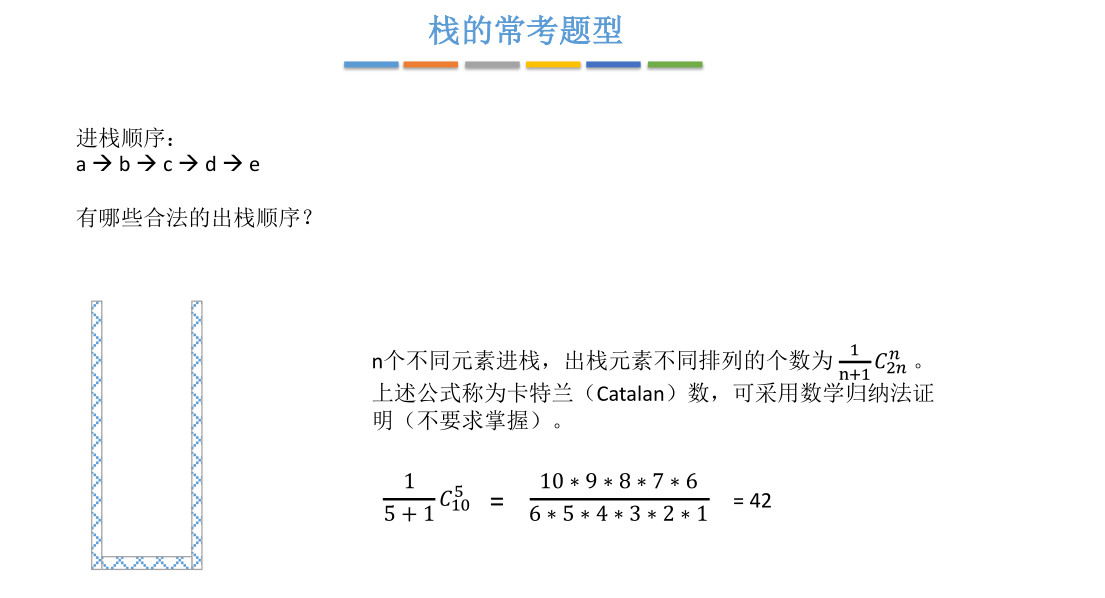 栈的常考题型
进栈顺序：
a → b → c → d → e
有哪些合法的出栈顺序？
n个不同元素进栈，出栈元素不同排列的个数为 $\frac{1}{n+1}C_{2n}^{n}$ 。
上述公式称为卡特兰（Catalan）数，可采用数学归纳法证
明（不要求掌握）。
$\frac{1}{5+1}C_{10}^{5} = \frac{10*9*8*7*6}{6*5*4*3*2*1}$ = 42